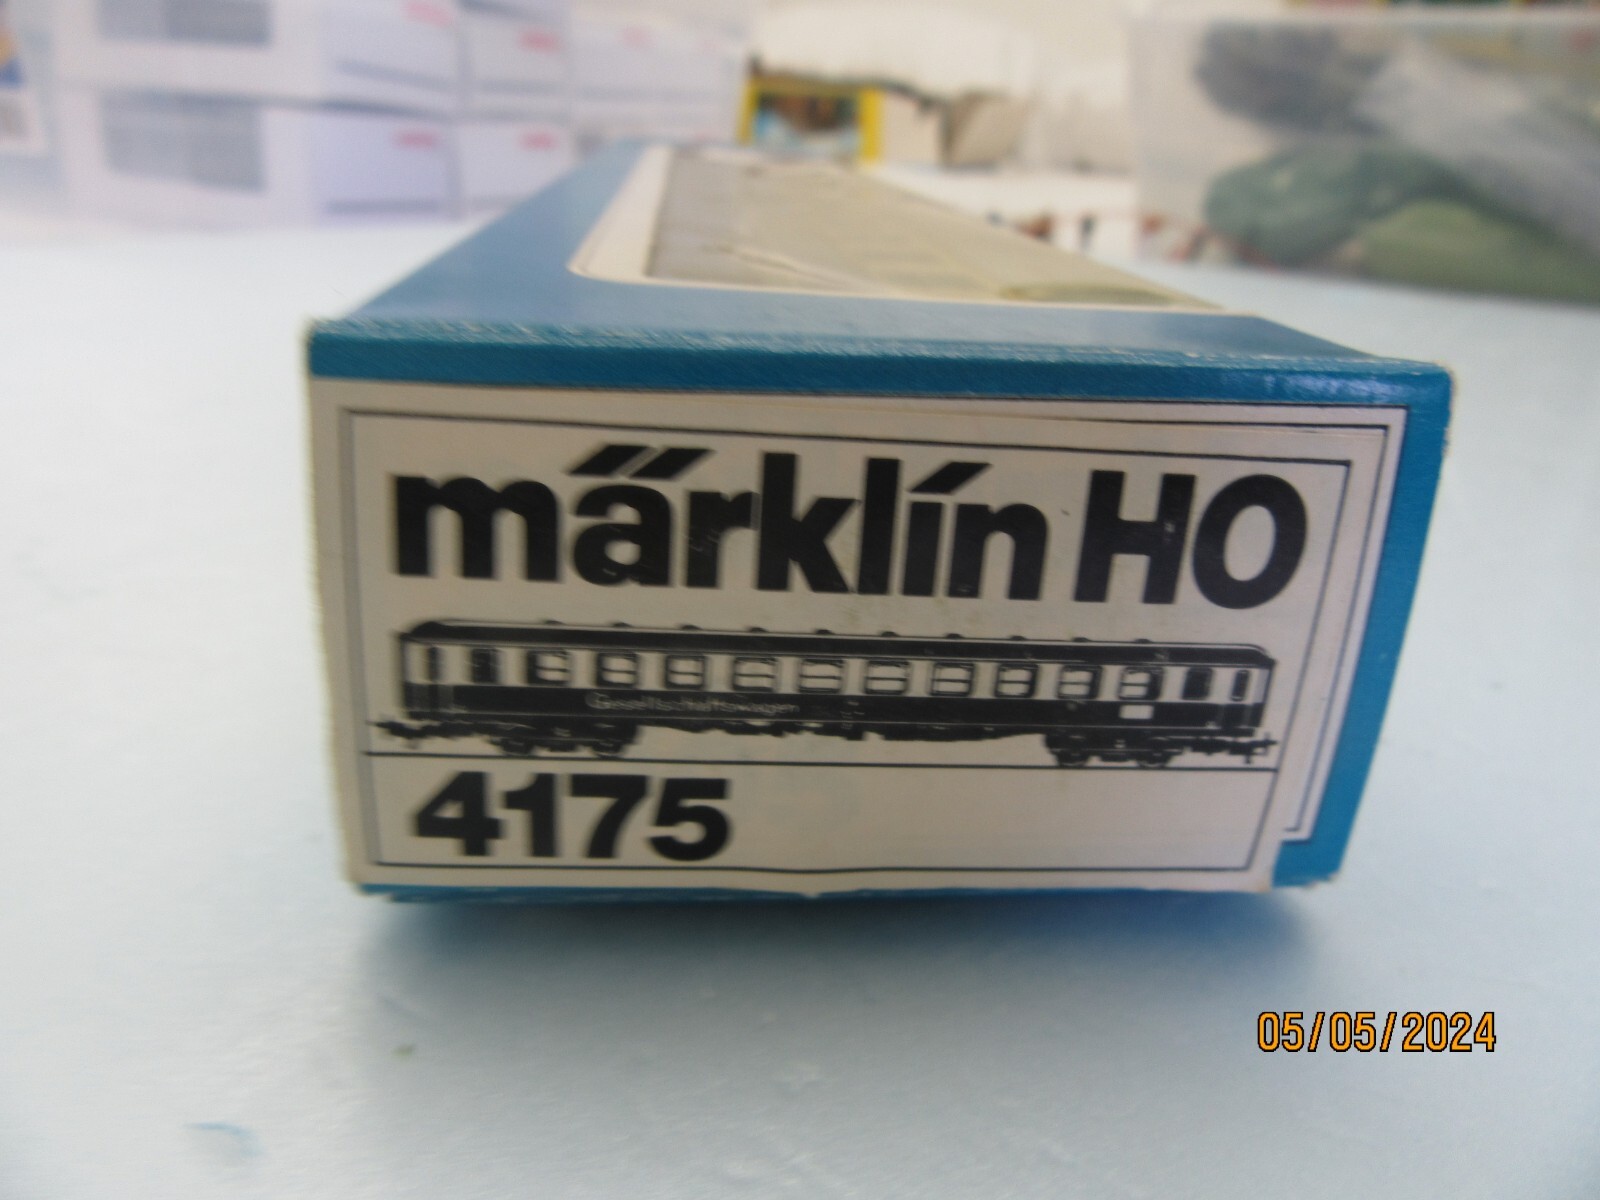 märklin HO
Gesellschaftswagen
4175
05/05/2024